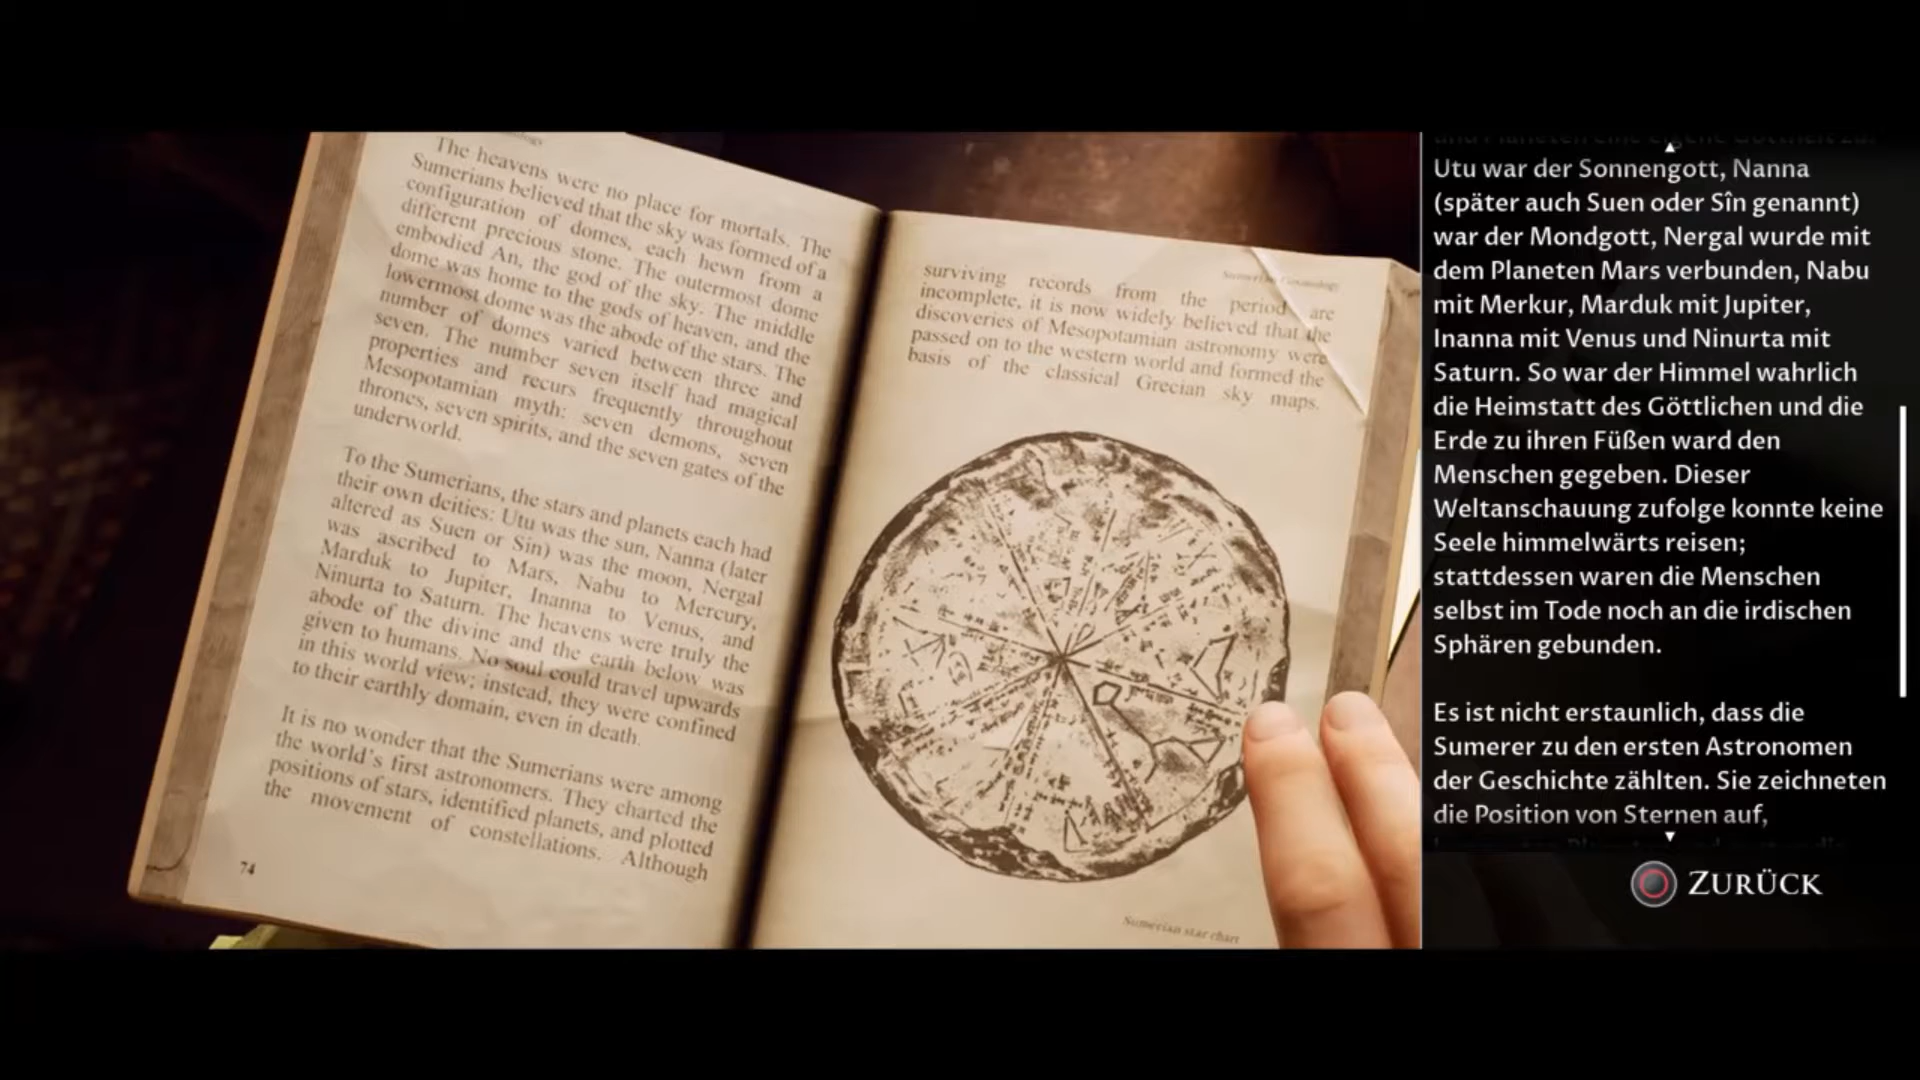 The heavens were no place for mortals. The
Sumerians believed that the sky was formed of a
configuration of domes, each hewn from a
different precious stone. The outermost dome
embodied An, the god of the sky. The middle
dome was home to the gods of heaven, and the
lowermost dome was the abode of the stars. The
number of domes varied between three and
seven. The number seven itself had magical
properties and recurs frequently throughout
Mesopotamian myth: seven demons, seven
thrones, seven spirits, and the seven gates of the
underworld.
To the Sumerians, the stars and planets each had
their own deities: Utu was the sun, Nanna (later
altered as Suen or Sin) was the moon, Nergal
was ascribed to Mars, Nabu to Mercury,
Marduk to Jupiter, Inanna to Venus, and
Ninurta to Saturn. The heavens were truly the
abode of the divine and the earth below was
given to humans. No soul could travel upwards
in this world view; instead, they were confined
to their earthly domain, even in death.
It is no wonder that the Sumerians were among
the world's first astronomers. They charted the
positions of stars, identified planets, and plotted
the movement of constellations. Although
74
Sumerian Cosmology
surviving records from the period are
incomplete, it is now widely believed that the
discoveries of Mesopotamian astronomy were
passed on to the western world and formed the
basis of the classical Grecian sky maps.
Sumerian star chart
Utu war der Sonnengott, Nanna
(später auch Suen oder Sîn genannt)
war der Mondgott, Nergal wurde mit
dem Planeten Mars verbunden, Nabu
mit Merkur, Marduk mit Jupiter,
Inanna mit Venus und Ninurta mit
Saturn. So war der Himmel wahrlich
die Heimstatt des Göttlichen und die
Erde zu ihren Füßen ward den
Menschen gegeben. Dieser
Weltanschauung zufolge konnte keine
Seele himmelwärts reisen;
stattdessen waren die Menschen
selbst im Tode noch an die irdischen
Sphären gebunden.
Es ist nicht erstaunlich, dass die
Sumerer zu den ersten Astronomen
der Geschichte zählten. Sie zeichneten
die Position von Sternen auf,
ZURÜCK